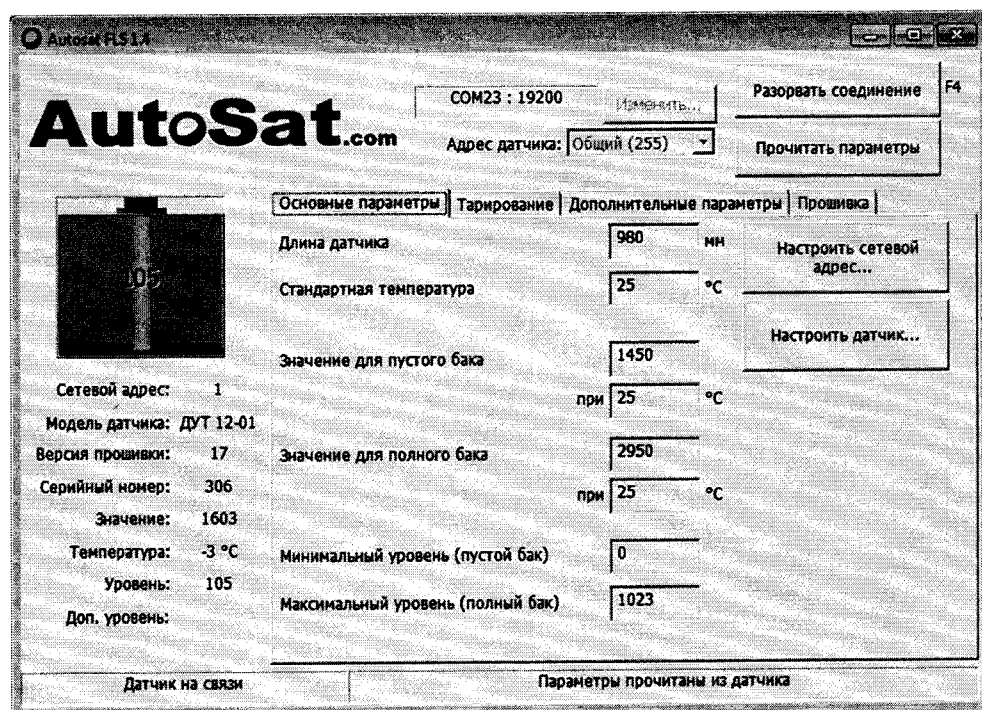 Autosat FLS 1.4
AutoSat.com
COM23 : 19200
Изменить...
Разорвать соединение
F4
Адрес датчика: Общий (255)
Прочитать параметры
Основные параметры Тарирование Дополнительные параметры Прошивка
105
Длина датчика 980 мм
Настроить сетевой адрес...
Стандартная температура 25 °C
Настроить датчик...
Значение для пустого бака 1450
при 25 °C
Значение для полного бака 2950
при 25 °C
Минимальный уровень (пустой бак) 0
Максимальный уровень (полный бак) 1023
Сетевой адрес: 1
Модель датчика: ДУТ 12-01
Версия прошивки: 17
Серийный номер: 306
Значение: 1603
Температура: -3 °C
Уровень: 105
Доп. уровень:
Датчик на связи
Параметры прочитаны из датчика